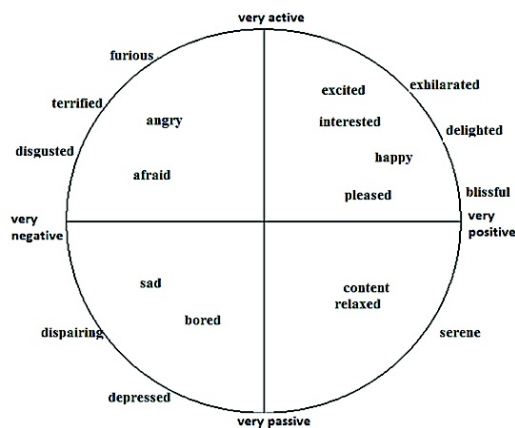 very active
furious
excited
exhilarated
terrified
angry
interested
delighted
disgusted
happy
afraid
pleased
blissful
very
negative
very
positive
sad
content
relaxed
bored
dispairing
serene
depressed
very passive